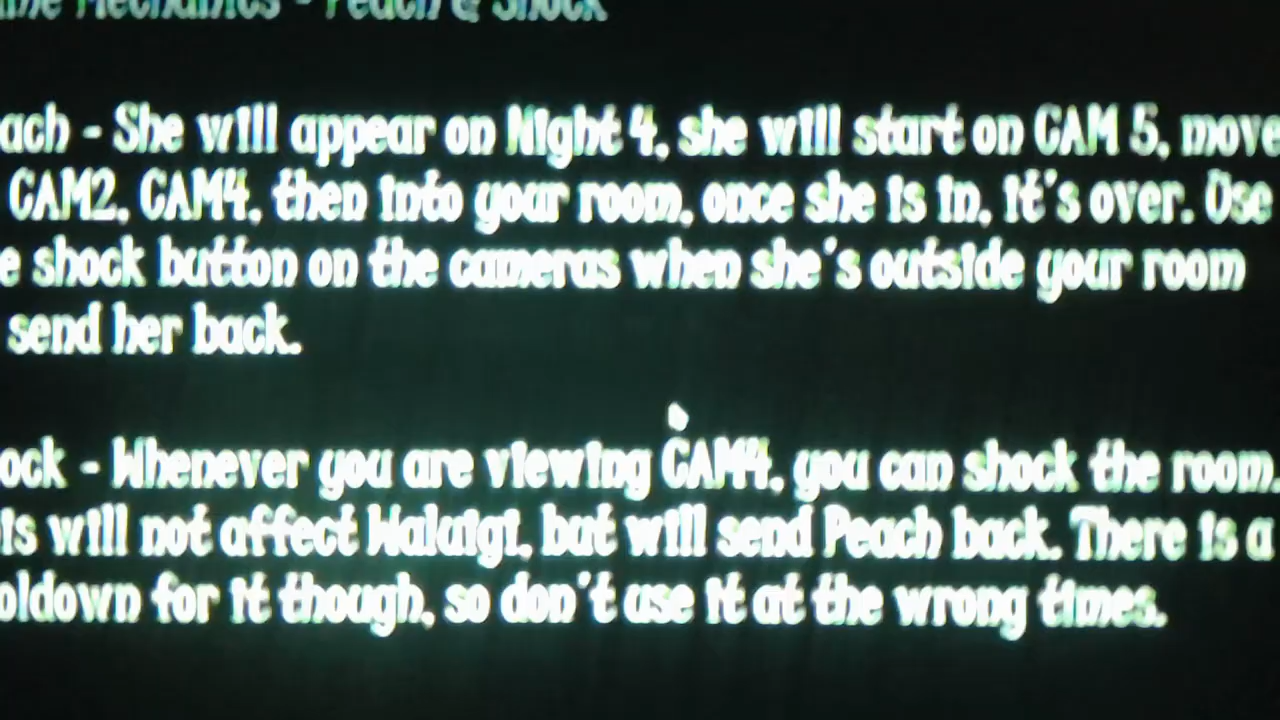 ime Mechanics - Peach & Shock
ach - She will appear on Night 4, she will start on CAM 5, move
CAM2, CAM4, then into your room, once she is in, it's over. Use
e shock button on the cameras when she's outside your room
send her back.
ock - Whenever you are viewing CAM4, you can shock the room.
is will not affect Waluigi, but will send Peach back. There is a
oldown for it though, so don't use it at the wrong times.